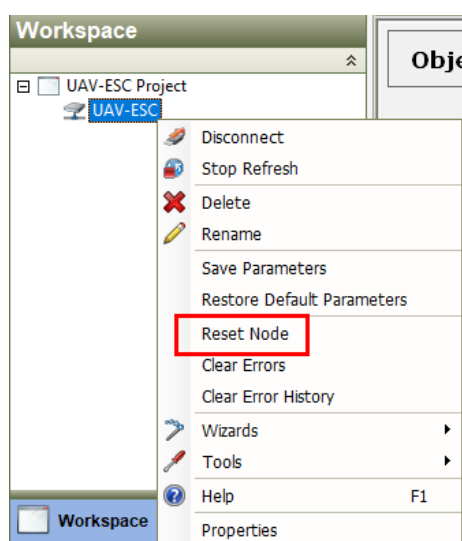 Workspace
Obje
UAV-ESC Project
UAV-ESC
Disconnect
Stop Refresh
Delete
Rename
Save Parameters
Restore Default Parameters
Reset Node
Clear Errors
Clear Error History
Wizards
Tools
Help F1
Workspace
Properties